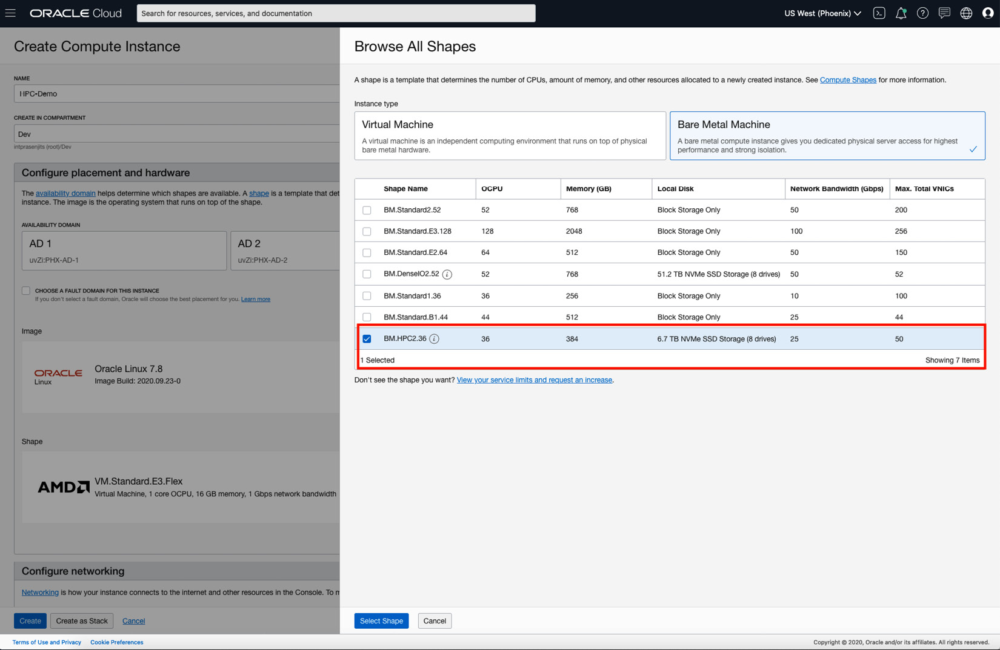 ORACLE Cloud
Search for resources, services, and documentation
US West (Phoenix)
Create Compute Instance
NAME
HPC-Demo
CREATE IN COMPARTMENT
Dev
intprasenjits (root)/Dev
Configure placement and hardware
The availability domain helps determine which shapes are available. A shape is a template that det
instance. The image is the operating system that runs on top of the shape.
AVAILABILITY DOMAIN
AD 1
uvZi:PHX-AD-1
AD 2
uvZi:PHX-AD-2
CHOOSE A FAULT DOMAIN FOR THIS INSTANCE
If you don't select a fault domain, Oracle will choose the best placement for you. Learn more
Image
ORACLE
Linux
Oracle Linux 7.8
Image Build: 2020.09.23-0
Shape
AMD
VM.Standard.E3.Flex
Virtual Machine, 1 core OCPU, 16 GB memory, 1 Gbps network bandwidth
Configure networking
Networking is how your instance connects to the internet and other resources in the Console. To m
Create
Create as Stack
Cancel
Browse All Shapes
A shape is a template that determines the number of CPUs, amount of memory, and other resources allocated to a newly created instance. See Compute Shapes for more information.
Instance type
Virtual Machine
A virtual machine is an independent computing environment that runs on top of physical
bare metal hardware.
Bare Metal Machine
A bare metal compute instance gives you dedicated physical server access for highest
performance and strong isolation.
Shape Name OCPU Memory (GB) Local Disk Network Bandwidth (Gbps) Max. Total VNICs
BM.Standard2.52 52 768 Block Storage Only 50 200
BM.Standard.E3.128 128 2048 Block Storage Only 100 256
BM.Standard.E2.64 64 512 Block Storage Only 50 150
BM.DenseIO2.52 i 52 768 51.2 TB NVMe SSD Storage (8 drives) 50 52
BM.Standard1.36 36 256 Block Storage Only 10 100
BM.Standard.B1.44 44 512 Block Storage Only 25 44
BM.HPC2.36 i 36 384 6.7 TB NVMe SSD Storage (8 drives) 25 50
1 Selected Showing 7 Items
Don't see the shape you want? View your service limits and request an increase.
Select Shape
Cancel
Terms of Use and Privacy Cookie Preferences
Copyright © 2020, Oracle and/or its affiliates. All rights reserved.